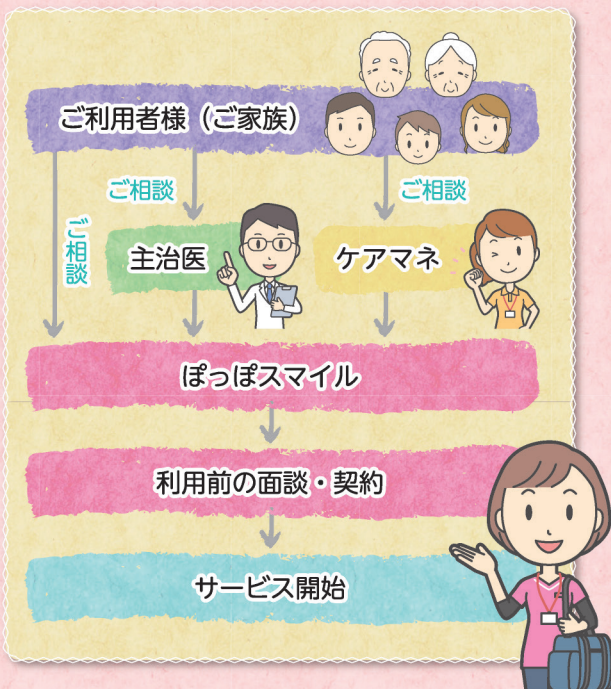 ご利用者様（ご家族）
ご相談
ご相談
ご相談
主治医
ケアマネ
ぽっぽスマイル
利用前の面談・契約
サービス開始